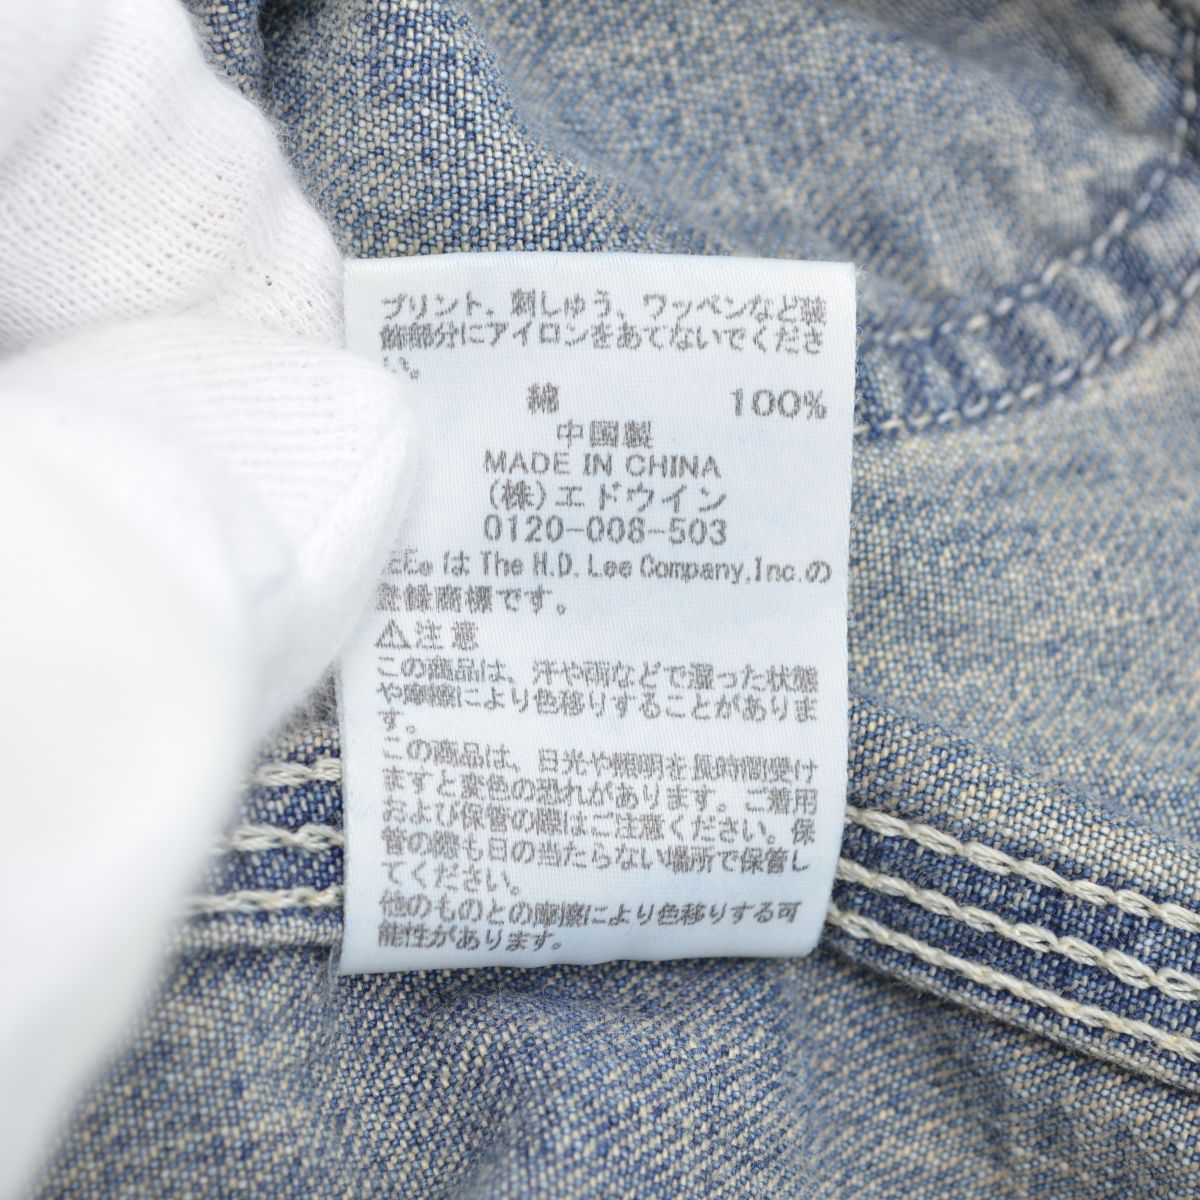 プリント、刺しゅう、ワッペンなど装
飾部分にアイロンをあてないでくださ
い。
綿 100%
中国製
MADE IN CHINA
(株)エドウイン
0120-008-503
LEEe は The H.D. Lee Company,Inc.の
登録商標です。
⚠注意
この商品は、汗や雨などで湿った状態
や摩擦により色移りすることがありま
す。
この商品は、日光や照明を長時間受け
ますと変色の恐れがあります。ご着用
および保管の際はご注意ください。保
管の際も日の当たらない場所で保管し
てください。
他のものとの摩擦により色移りする可
能性があります。